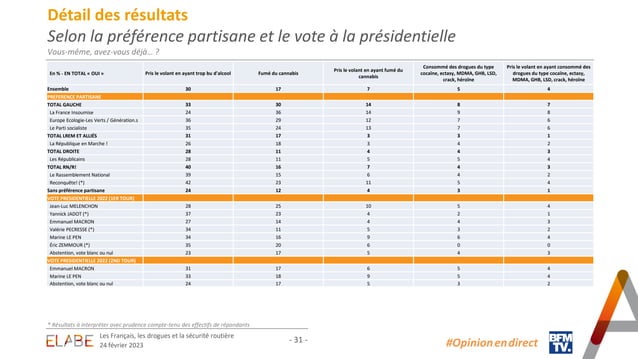 Détail des résultats
Selon la préférence partisane et le vote à la présidentielle
Vous-même, avez-vous déjà… ?
En % - EN TOTAL « OUI » Pris le volant en ayant trop bu d'alcool Fumé du cannabis Pris le volant en ayant fumé du cannabis Consommé des drogues du type cocaïne, ectasy, MDMA, GHB, LSD, crack, héroïne Pris le volant en ayant consommé des drogues du type cocaïne, ectasy, MDMA, GHB, LSD, crack, héroïne
Ensemble 30 17 7 5 4
PREFERENCE PARTISANE
TOTAL GAUCHE 33 30 14 8 7
La France Insoumise 24 36 14 9 8
Europe Ecologie-Les Verts / Génération.s 36 29 12 7 6
Le Parti socialiste 35 24 13 7 6
TOTAL LREM ET ALLIÉS 31 17 3 3 1
La République en Marche ! 26 18 3 4 2
TOTAL DROITE 28 11 4 4 3
Les Républicains 28 11 5 5 4
TOTAL RN/R! 40 16 7 4 3
Le Rassemblement National 39 15 6 4 2
Reconquête! (*) 42 23 11 5 4
Sans préférence partisane 24 12 4 3 1
VOTE PRESIDENTIELLE 2022 (1ER TOUR)
Jean-Luc MELENCHON 28 25 10 5 4
Yannick JADOT (*) 37 23 4 2 1
Emmanuel MACRON 27 14 4 4 3
Valérie PECRESSE (*) 34 11 5 3 2
Marine LE PEN 34 16 9 6 4
Éric ZEMMOUR (*) 35 20 6 0 0
Abstention, vote blanc ou nul 23 17 5 4 3
VOTE PRESIDENTIELLE 2022 (2ND TOUR)
Emmanuel MACRON 31 17 6 5 4
Marine LE PEN 33 18 9 5 4
Abstention, vote blanc ou nul 24 17 5 3 2
* Résultats à interpréter avec prudence compte-tenu des effectifs de répondants
ELABE
Les Français, les drogues et la sécurité routière
24 février 2023
- 31 -
#Opinion en direct
BFM
TV.